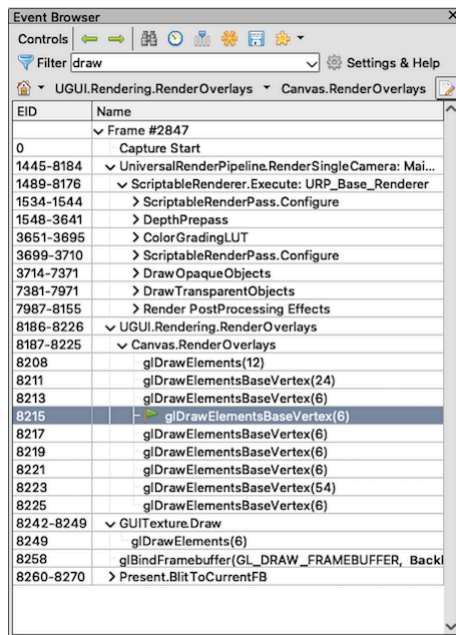 Event Browser
Controls
Filter draw Settings & Help
UGUI.Rendering.RenderOverlays Canvas.RenderOverlays
EID Name
Frame #2847
0 Capture Start
1445-8184 UniversalRenderPipeline.RenderSingleCamera: Mai...
1489-8176 ScriptableRenderer.Execute: URP_Base_Renderer
1534-1544 ScriptableRenderPass.Configure
1548-3641 DepthPrepass
3651-3695 ColorGradingLUT
3699-3710 ScriptableRenderPass.Configure
3714-7371 DrawOpaqueObjects
7381-7971 DrawTransparentObjects
7987-8155 Render PostProcessing Effects
8186-8226 UGUI.Rendering.RenderOverlays
8187-8225 Canvas.RenderOverlays
8208 glDrawElements(12)
8211 glDrawElementsBaseVertex(24)
8213 glDrawElementsBaseVertex(6)
8215 glDrawElementsBaseVertex(6)
8217 glDrawElementsBaseVertex(6)
8219 glDrawElementsBaseVertex(6)
8221 glDrawElementsBaseVertex(6)
8223 glDrawElementsBaseVertex(54)
8225 glDrawElementsBaseVertex(6)
8242-8249 GUITexture.Draw
8249 glDrawElements(6)
8258 glBindFramebuffer(GL_DRAW_FRAMEBUFFER, Backl
8260-8270 Present.BlitToCurrentFB